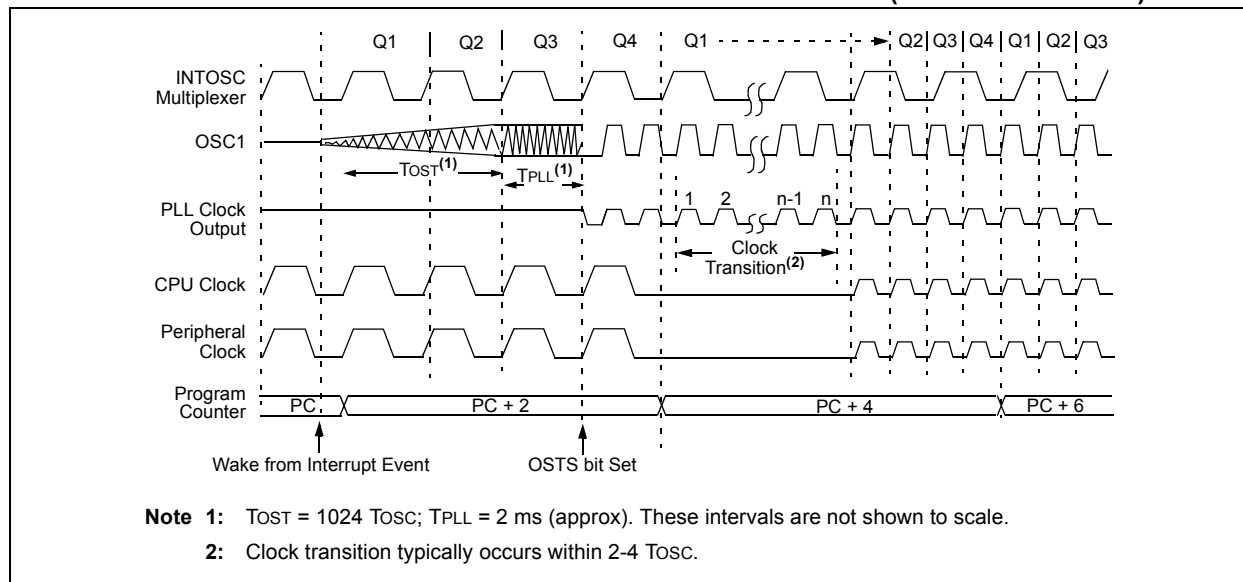 Q1 Q2 Q3 Q4 Q1 Q2 Q3 Q4 Q1 Q2 Q3
INTOSC
Multiplexer
OSC1
TOST(1)
TPLL(1)
PLL Clock
Output
1 2 n-1 n
Clock
Transition(2)
CPU Clock
Peripheral
Clock
Program
Counter
PC PC + 2 PC + 4 PC + 6
Wake from Interrupt Event OSTS bit Set
Note 1: TOST = 1024 TOSC; TPLL = 2 ms (approx). These intervals are not shown to scale.
2: Clock transition typically occurs within 2-4 TOSC.